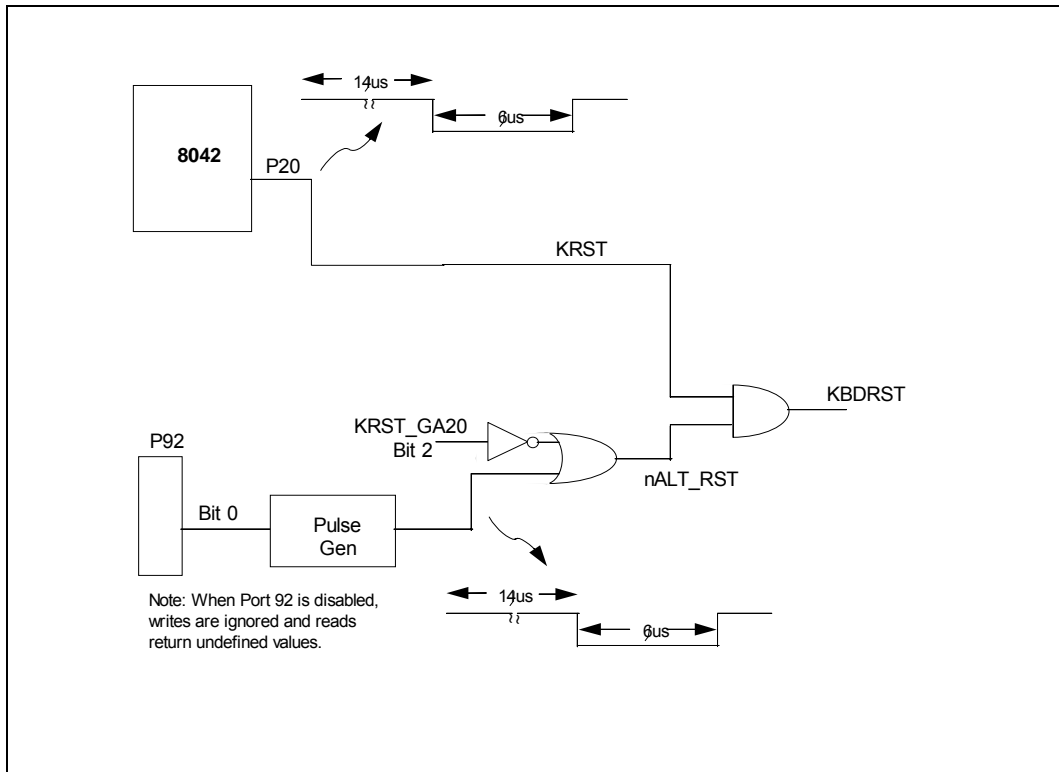 14us
6us
8042
P20
KRST
KBDRST
KRST_GA20
Bit 2
nALT_RST
P92
Bit 0
Pulse
Gen
14us
6us
Note: When Port 92 is disabled,
writes are ignored and reads
return undefined values.